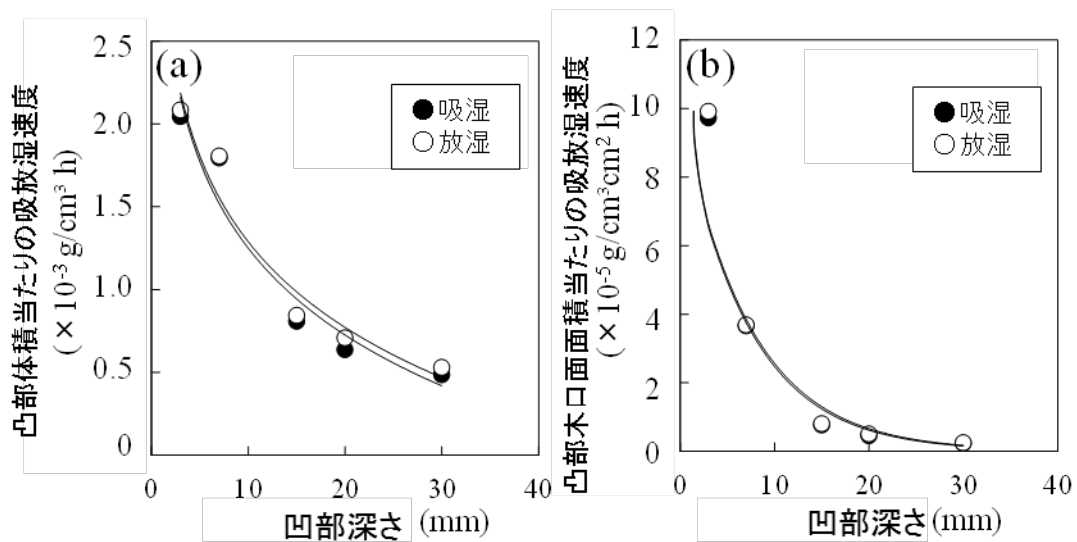 (a)
凸部体積当たりの吸放湿速度
(×10⁻³ g/cm³ h)
2.5
2.0
1.5
1.0
0.5
0
吸湿
放湿
0 10 20 30 40
凹部深さ (mm)
(b)
凸部木口面面積当たりの吸放湿速度
(×10⁻⁵ g/cm³cm² h)
12
10
8
6
4
2
0
吸湿
放湿
0 10 20 30 40
凹部深さ (mm)